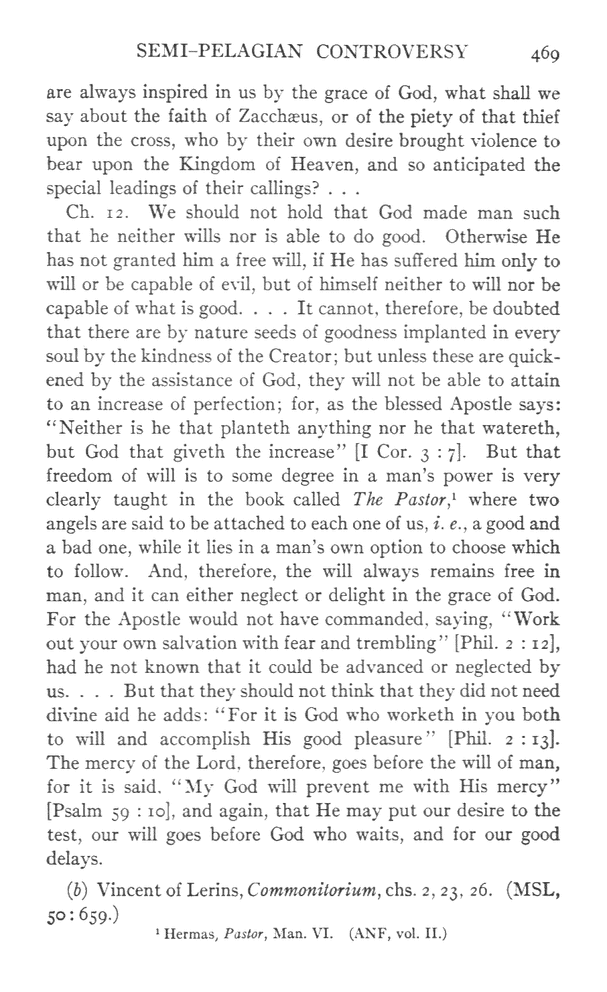 SEMI-PELAGIAN CONTROVERSY 469
are always inspired in us by the grace of God, what shall we
say about the faith of Zacchæus, or of the piety of that thief
upon the cross, who by their own desire brought violence to
bear upon the Kingdom of Heaven, and so anticipated the
special leadings of their callings? . . .
Ch. 12. We should not hold that God made man such
that he neither wills nor is able to do good. Otherwise He
has not granted him a free will, if He has suffered him only to
will or be capable of evil, but of himself neither to will nor be
capable of what is good. . . . It cannot, therefore, be doubted
that there are by nature seeds of goodness implanted in every
soul by the kindness of the Creator; but unless these are quick-
ened by the assistance of God, they will not be able to attain
to an increase of perfection; for, as the blessed Apostle says:
"Neither is he that planteth anything nor he that watereth,
but God that giveth the increase" [I Cor. 3 : 7]. But that
freedom of will is to some degree in a man's power is very
clearly taught in the book called The Pastor,¹ where two
angels are said to be attached to each one of us, i. e., a good and
a bad one, while it lies in a man's own option to choose which
to follow. And, therefore, the will always remains free in
man, and it can either neglect or delight in the grace of God.
For the Apostle would not have commanded, saying, "Work
out your own salvation with fear and trembling" [Phil. 2 : 12],
had he not known that it could be advanced or neglected by
us. . . . But that they should not think that they did not need
divine aid he adds: "For it is God who worketh in you both
to will and accomplish His good pleasure" [Phil. 2 : 13].
The mercy of the Lord, therefore, goes before the will of man,
for it is said, "My God will prevent me with His mercy"
[Psalm 59 : 10], and again, that He may put our desire to the
test, our will goes before God who waits, and for our good
delays.
(b) Vincent of Lerins, Commonitorium, chs. 2, 23, 26. (MSL,
50 : 659.)
¹ Hermas, Pastor, Man. VI. (ANF, vol. II.)